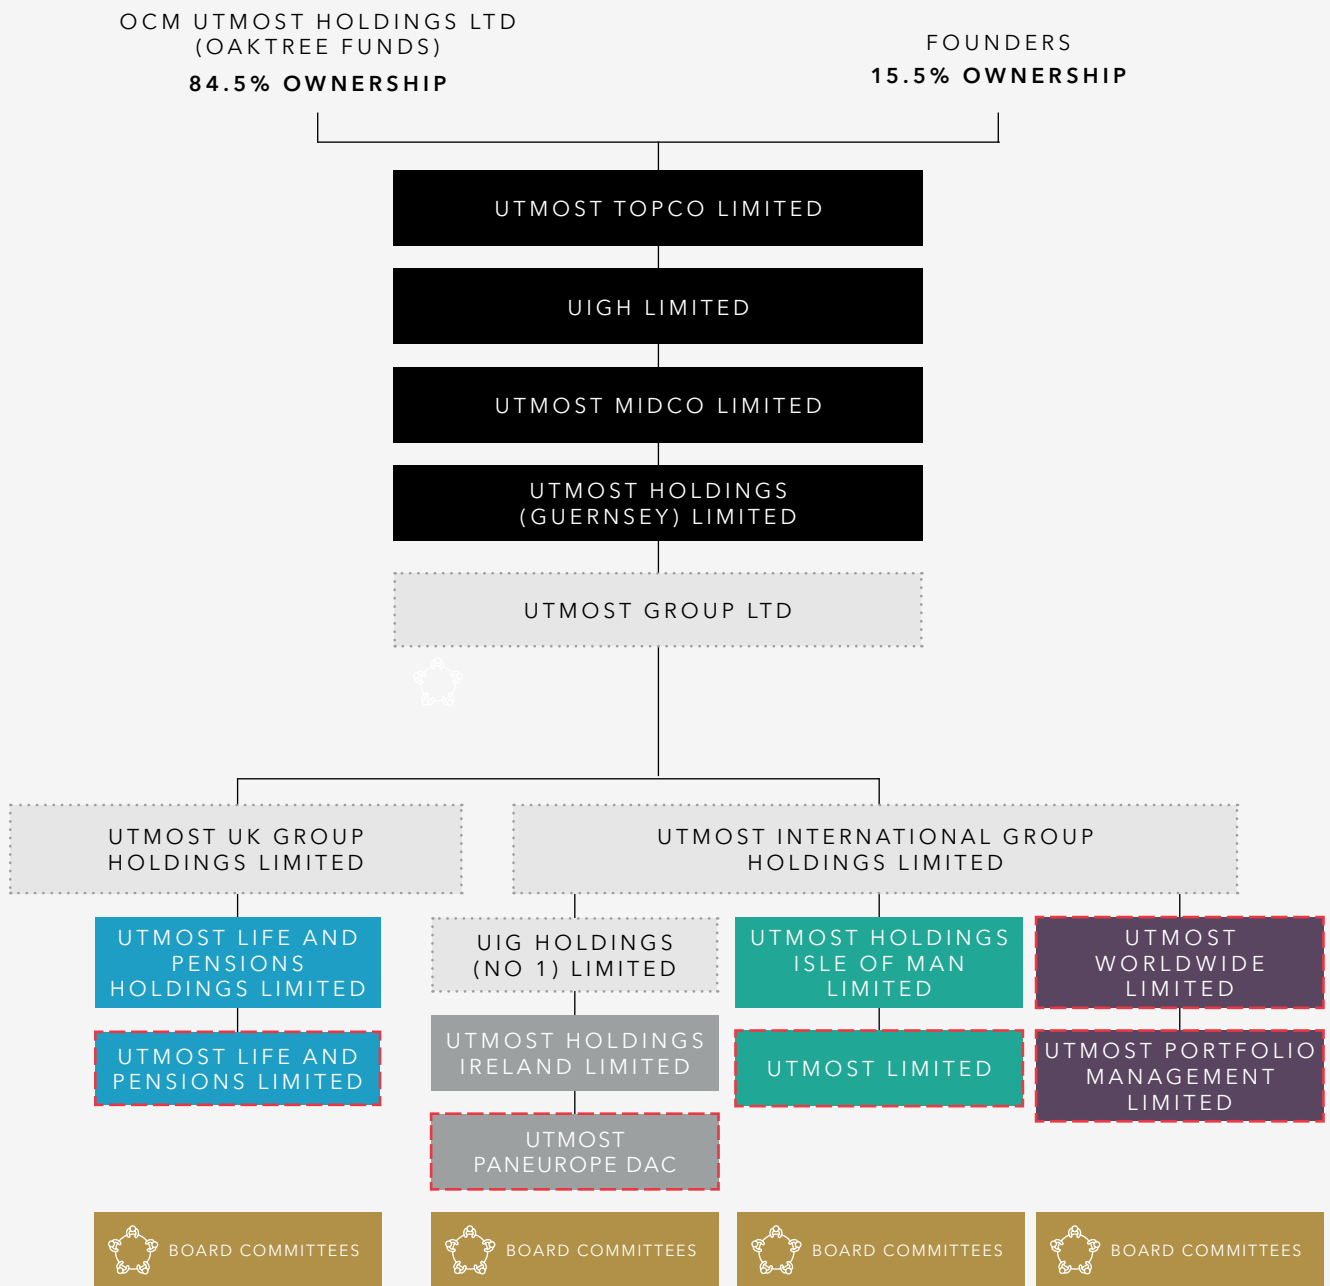 OCM UTMOST HOLDINGS LTD
(OAKTREE FUNDS)
84.5% OWNERSHIP
FOUNDERS
15.5% OWNERSHIP
UTMOST TOPCO LIMITED
UIGH LIMITED
UTMOST MIDCO LIMITED
UTMOST HOLDINGS
(GUERNSEY) LIMITED
UTMOST GROUP LTD
UTMOST UK GROUP
HOLDINGS LIMITED
UTMOST INTERNATIONAL GROUP
HOLDINGS LIMITED
UTMOST LIFE AND
PENSIONS
HOLDINGS LIMITED
UIG HOLDINGS
(NO 1) LIMITED
UTMOST HOLDINGS
ISLE OF MAN
LIMITED
UTMOST
WORLDWIDE
LIMITED
UTMOST LIFE AND
PENSIONS LIMITED
UTMOST HOLDINGS
IRELAND LIMITED
UTMOST LIMITED
UTMOST PORTFOLIO
MANAGEMENT
LIMITED
UTMOST
PANEUROPE DAC
BOARD COMMITTEES
BOARD COMMITTEES
BOARD COMMITTEES
BOARD COMMITTEES